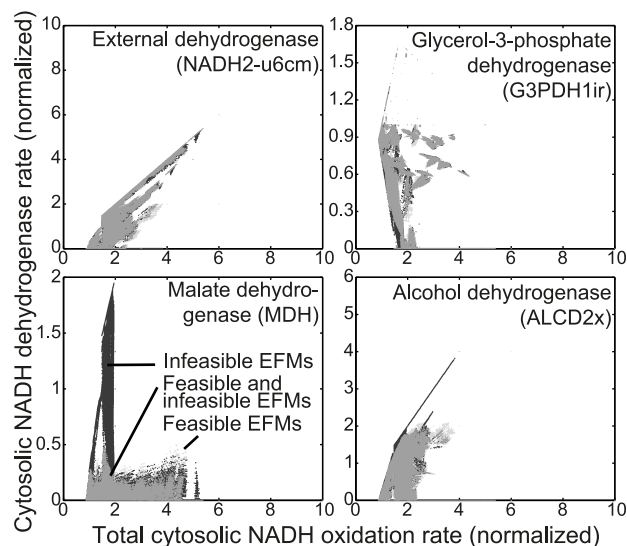 Cytosolic NADH dehydrogenase rate (normalized)
10
8
6
4
2
0
External dehydrogenase
(NADH2-u6cm)
0 2 4 6 8 10
1.8
1.5
1.2
0.9
0.6
0.3
0
Glycerol-3-phosphate
dehydrogenase
(G3PDH1ir)
0 2 4 6 8 10
2
1.5
1
0.5
0
Malate dehydro-
genase (MDH)
Infeasible EFMs
Feasible and
infeasible EFMs
Feasible EFMs
0 2 4 6 8 10
6
5
4
3
2
1
0
Alcohol dehydrogenase
(ALCD2x)
0 2 4 6 8 10
Total cytosolic NADH oxidation rate (normalized)